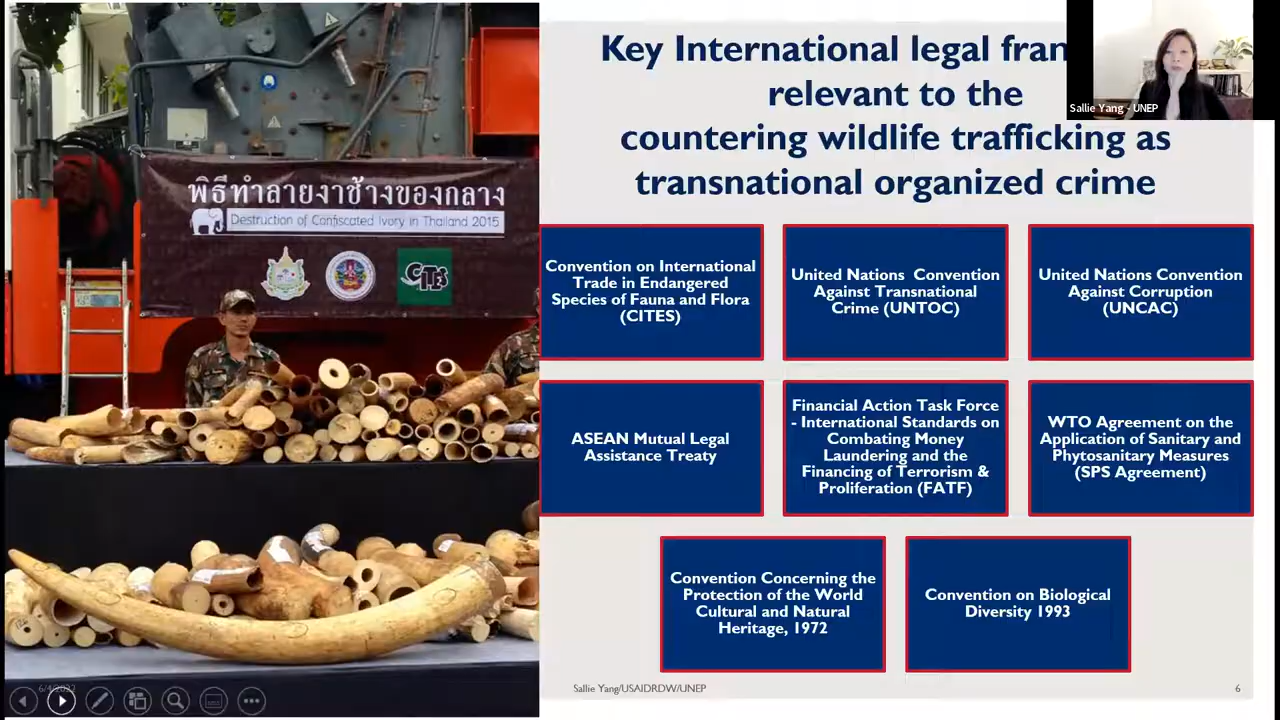 พิธีทำลายงาช้างของกลาง
Destruction of Confiscated Ivory in Thailand 2015
CITES
Key International legal fram
relevant to the
countering wildlife trafficking as
transnational organized crime
Sallie Yang - UNEP
Convention on International
Trade in Endangered
Species of Fauna and Flora
(CITES)
United Nations Convention
Against Transnational
Crime (UNTOC)
United Nations Convention
Against Corruption
(UNCAC)
ASEAN Mutual Legal
Assistance Treaty
Financial Action Task Force
- International Standards on
Combating Money
Laundering and the
Financing of Terrorism &
Proliferation (FATF)
WTO Agreement on the
Application of Sanitary and
Phytosanitary Measures
(SPS Agreement)
Convention Concerning the
Protection of the World
Cultural and Natural
Heritage, 1972
Convention on Biological
Diversity 1993
6/4/2022
Sallie Yang/USAIDRDW/UNEP
6